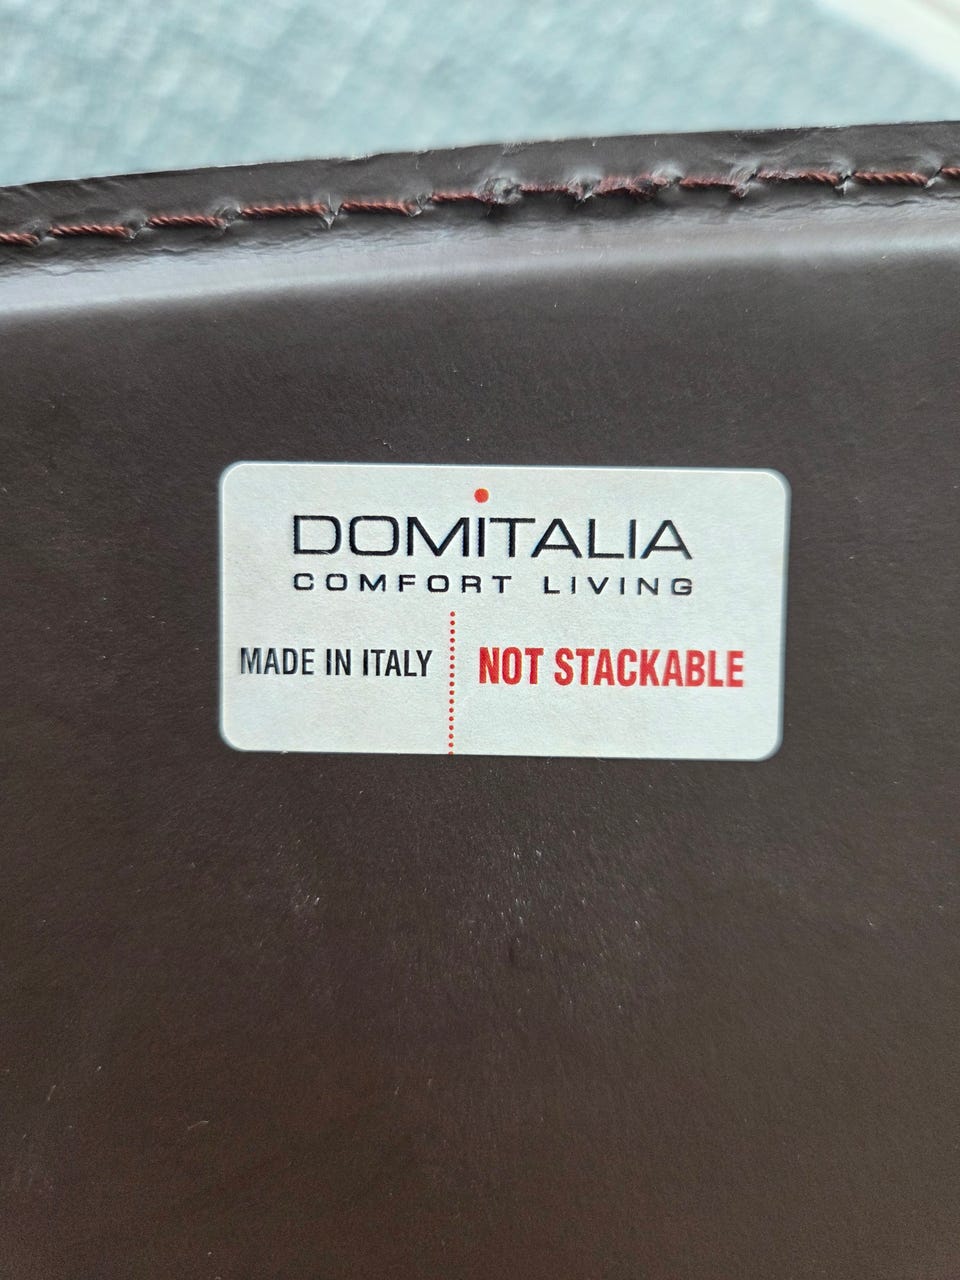 DOMITALIA
COMFORT LIVING
MADE IN ITALY
NOT STACKABLE